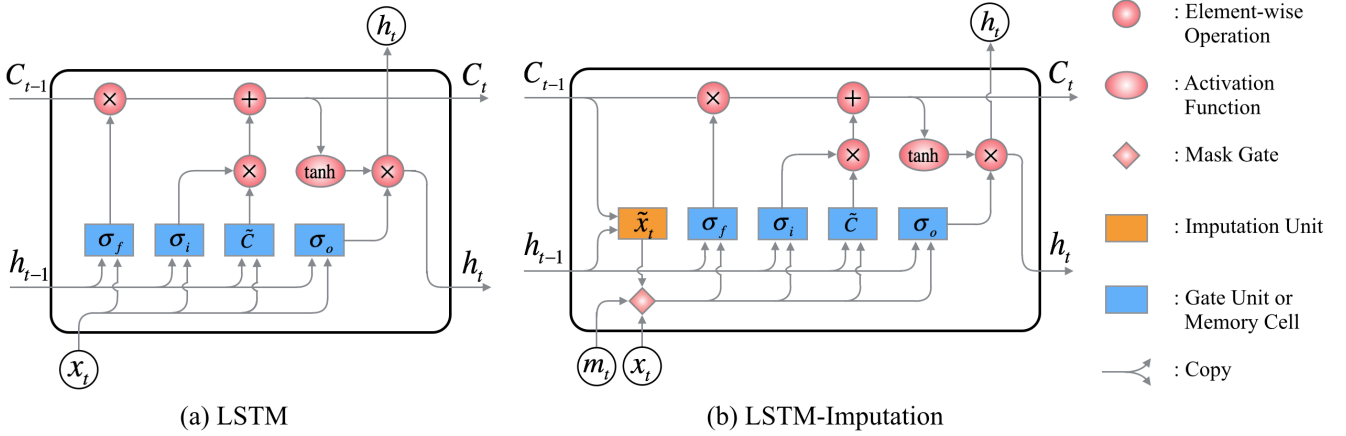 h_t
C_{t-1}
×
+
C_t
×
tanh
×
σ_f
σ_i
C̃
σ_o
h_{t-1}
h_t
x_t
(a) LSTM
h_t
C_{t-1}
×
+
C_t
×
tanh
×
x̃_t
σ_f
σ_i
C̃
σ_o
h_{t-1}
h_t
m_t
x_t
(b) LSTM-Imputation
: Element-wise
Operation
: Activation
Function
: Mask Gate
: Imputation Unit
: Gate Unit or
Memory Cell
: Copy